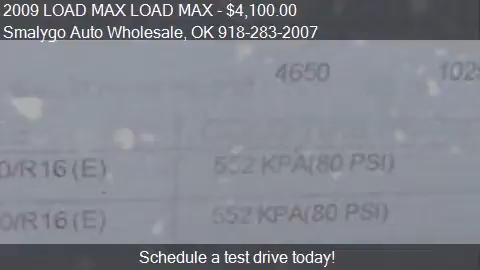 2009 LOAD MAX LOAD MAX - $4,100.00
Smalygo Auto Wholesale, OK 918-283-2007
4650 102
0/R16 (E) 552 KPA(80 PSI)
0/R16 (E) 552 KPA(80 PSI)
Schedule a test drive today!